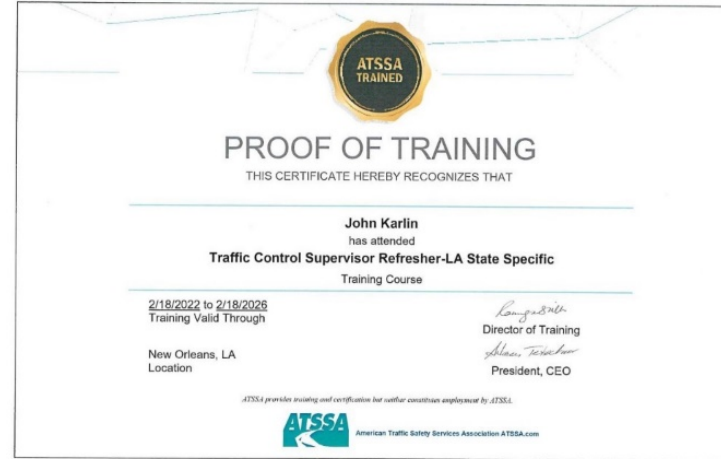 ATSSA
TRAINED
PROOF OF TRAINING
THIS CERTIFICATE HEREBY RECOGNIZES THAT
John Karlin
has attended
Traffic Control Supervisor Refresher-LA State Specific
Training Course
2/18/2022 to 2/18/2026
Training Valid Through
Director of Training
New Orleans, LA
Location
President, CEO
ATSSA provides training and certification but neither constitutes employment by ATSSA.
ATSSA American Traffic Safety Services Association ATSSA.com